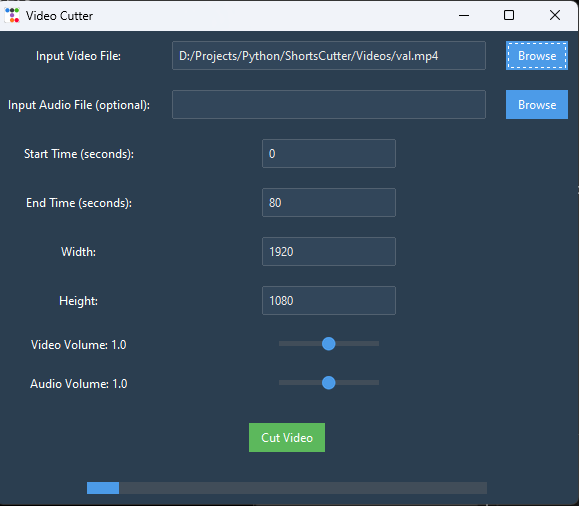 Video Cutter
Input Video File: D:/Projects/Python/ShortsCutter/Videos/val.mp4 Browse
Input Audio File (optional): Browse
Start Time (seconds): 0
End Time (seconds): 80
Width: 1920
Height: 1080
Video Volume: 1.0
Audio Volume: 1.0
Cut Video